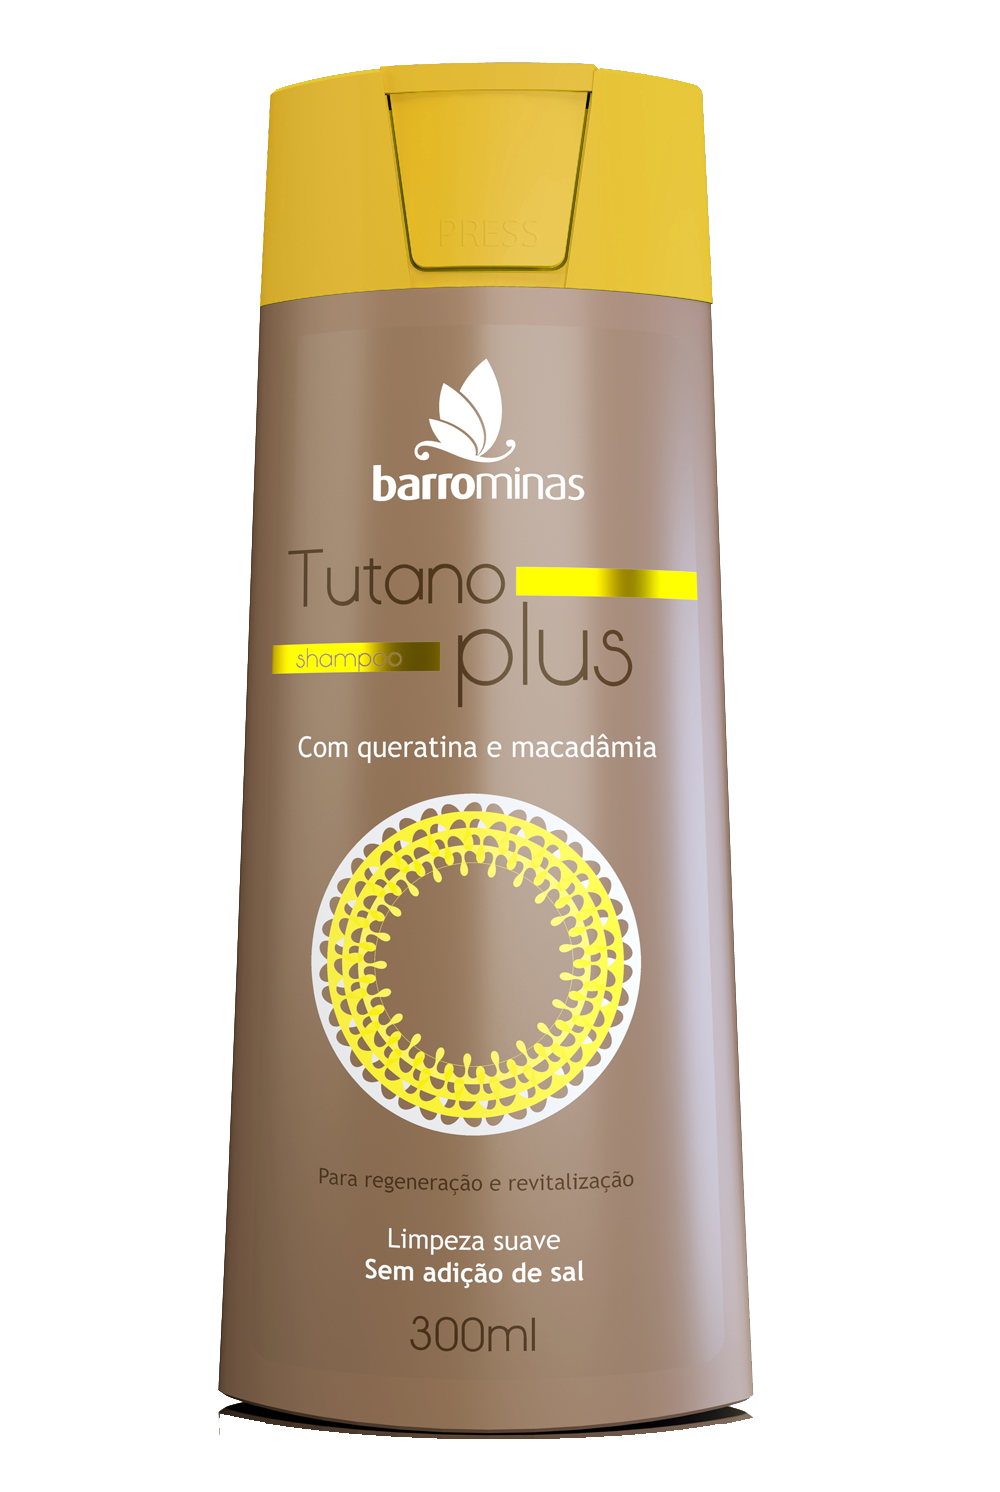 PRESS
barrominas
Tutano
plus
shampoo
Com queratina e macadâmia
Para regeneração e revitalização
Limpeza suave
Sem adição de sal
300ml